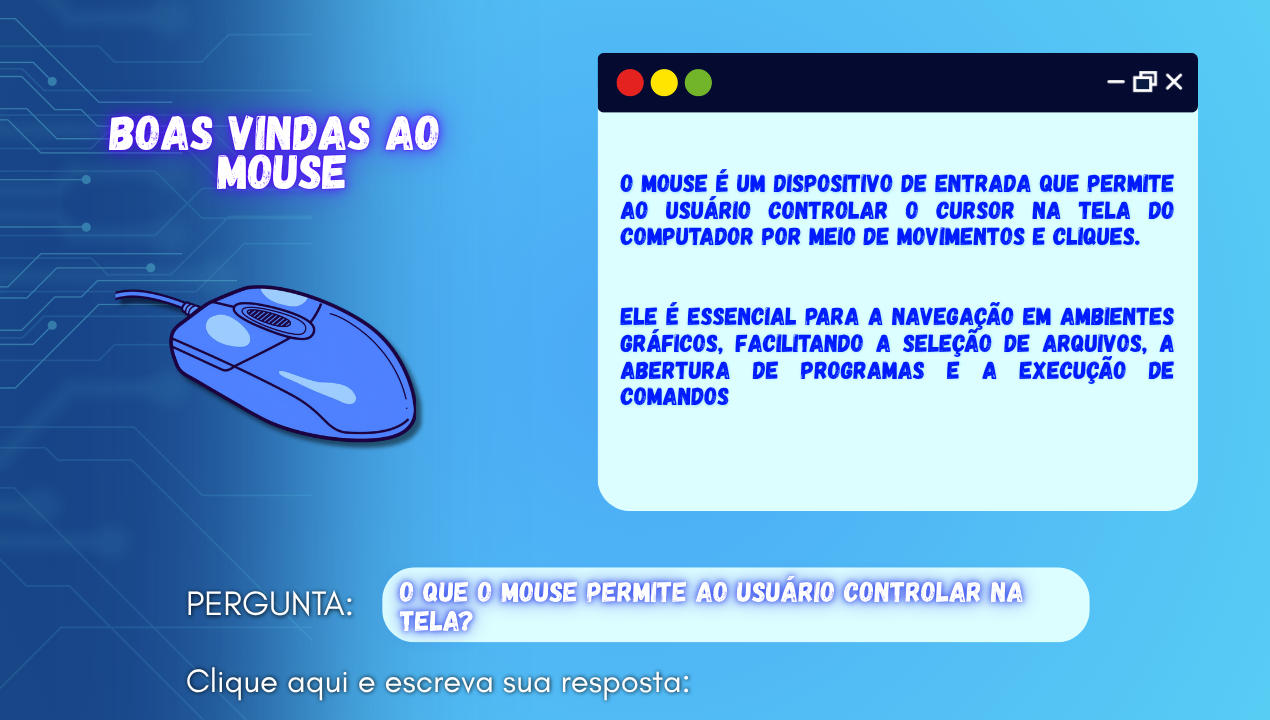 BOAS VINDAS AO
MOUSE
O MOUSE É UM DISPOSITIVO DE ENTRADA QUE PERMITE
AO USUÁRIO CONTROLAR O CURSOR NA TELA DO
COMPUTADOR POR MEIO DE MOVIMENTOS E CLIQUES.
ELE É ESSENCIAL PARA A NAVEGAÇÃO EM AMBIENTES
GRÁFICOS, FACILITANDO A SELEÇÃO DE ARQUIVOS, A
ABERTURA DE PROGRAMAS E A EXECUÇÃO DE
COMANDOS
PERGUNTA:
O QUE O MOUSE PERMITE AO USUÁRIO CONTROLAR NA
TELA?
Clique aqui e escreva sua resposta: